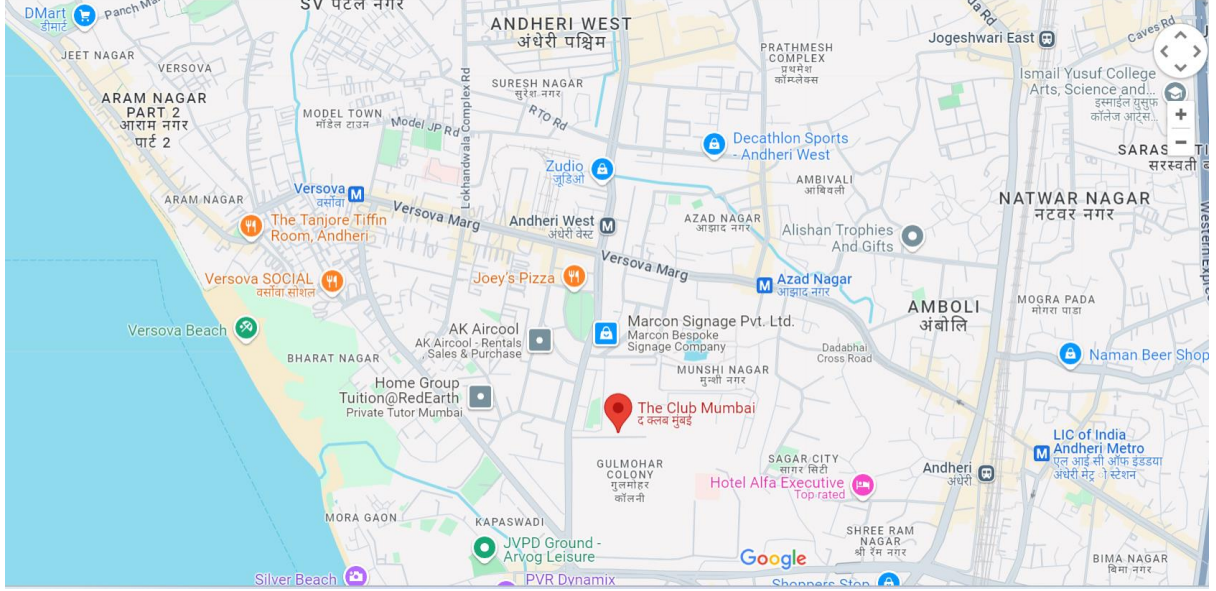 DMart
डीमार्ट
Panch Mar
SV पटेल नगर
ANDHERI WEST
अंधेरी पश्चिम
Jogeshwari East
Caves Rd
JEET NAGAR
VERSOVA
PRATHMESH
COMPLEX
प्रथमेश
कॉम्प्लेक्स
Ismail Yusuf College
Arts, Science and...
इस्माईल युसुफ
कॉलेज आर्ट्स...
ARAM NAGAR
PART 2
आराम नगर
पार्ट 2
SURESH NAGAR
सुरेश नगर
MODEL TOWN
मॉडेल टाउन
Model JP Rd
Lokhandwala Complex Rd
RTO Rd
Decathlon Sports
- Andheri West
Zudio
जूडिओ
AMBIVALI
आंबिवली
NATWAR NAGAR
नटवर नगर
ARAM NAGAR
Versova
वर्सोवा
Versova Marg
The Tanjore Tiffin
Room, Andheri
Andheri West
अंधेरी वेस्ट
AZAD NAGAR
आझाद नगर
Alishan Trophies
And Gifts
Versova Marg
Versova SOCIAL
वर्सोवा सोशल
Joey's Pizza
Azad Nagar
आझाद नगर
Versova Beach
AK Aircool
AK Aircool - Rentals
Sales & Purchase
Marcon Signage Pvt. Ltd.
Marcon Bespoke
Signage Company
AMBOLI
अंबोलि
MOGRA PADA
मोगरा पाडा
Dadabhai
Cross Road
Naman Beer Shop
BHARAT NAGAR
MUNSHI NAGAR
मुन्शी नगर
Home Group
Tuition@RedEarth
Private Tutor Mumbai
The Club Mumbai
द क्लब मुंबई
LIC of India
Andheri Metro
GULMOHAR
COLONY
गुलमोहर
कॉलनी
SAGAR CITY
सागर सिटी
Hotel Alfa Executive
Top rated
Andheri
अंधेरी
MORA GAON
KAPASWADI
JVPD Ground -
Arvog Leisure
SHREE RAM
NAGAR
Google
BIMA NAGAR
बिमा नगर
Silver Beach
PVR Dynamix
Shoppers Stop